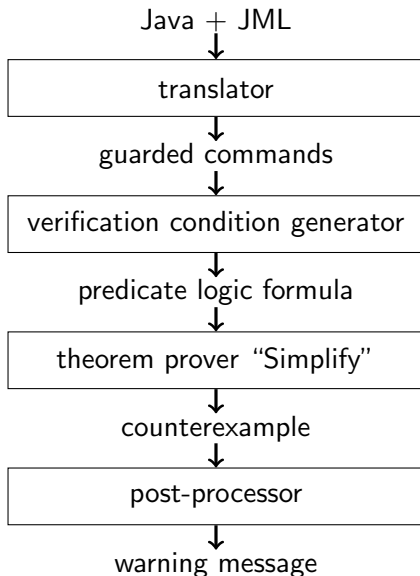 Java + JML
translator
guarded commands
verification condition generator
predicate logic formula
theorem prover “Simplify”
counterexample
post-processor
warning message